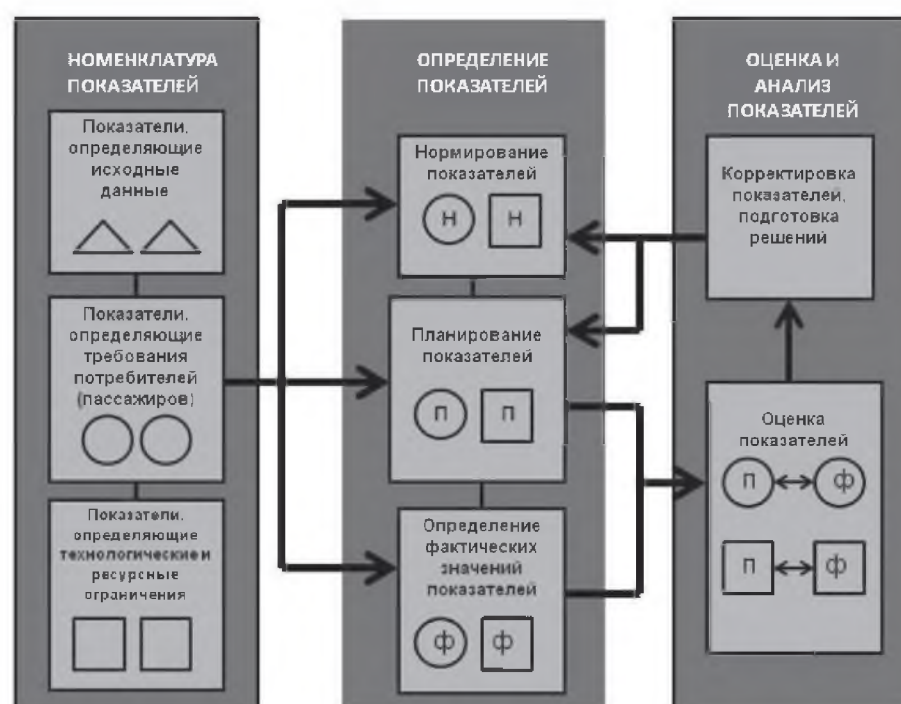 НОМЕНКЛАТУРА
ПОКАЗАТЕЛЕЙ
Показатели,
определяющие
исходные
данные
Показатели,
определяющие
требования
потребителей
(пассажиров)
Показатели,
определяющие
технологические и
ресурсные
ограничения
ОПРЕДЕЛЕНИЕ
ПОКАЗАТЕЛЕЙ
Нормирование
показателей
Н Н
Планирование
показателей
П П
Определение
фактических
значений
показателей
Ф Ф
ОЦЕНКА И
АНАЛИЗ
ПОКАЗАТЕЛЕЙ
Корректировка
показателей,
подготовка
решений
Оценка
показателей
П Ф
П Ф